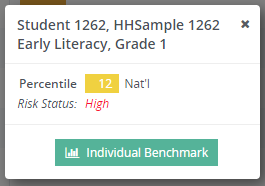 Student 1262, HHSample 1262 ✖
Early Literacy, Grade 1
Percentile 12 Nat'l
Risk Status: High
Individual Benchmark